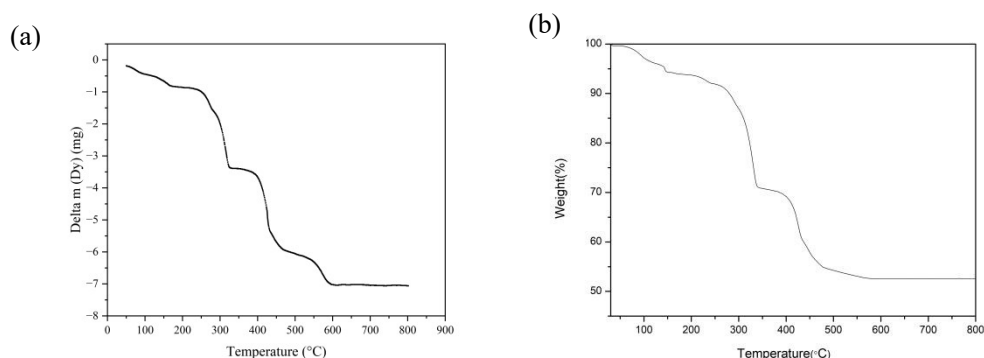 (a)
0
−1
−2
−3
−4
−5
−6
−7
−8
Delta m (Dy) (mg)
0 100 200 300 400 500 600 700 800 900
Temperature (°C)
(b)
100
90
80
70
60
50
Weight(%)
100 200 300 400 500 600 700 800
Temperature(°C)